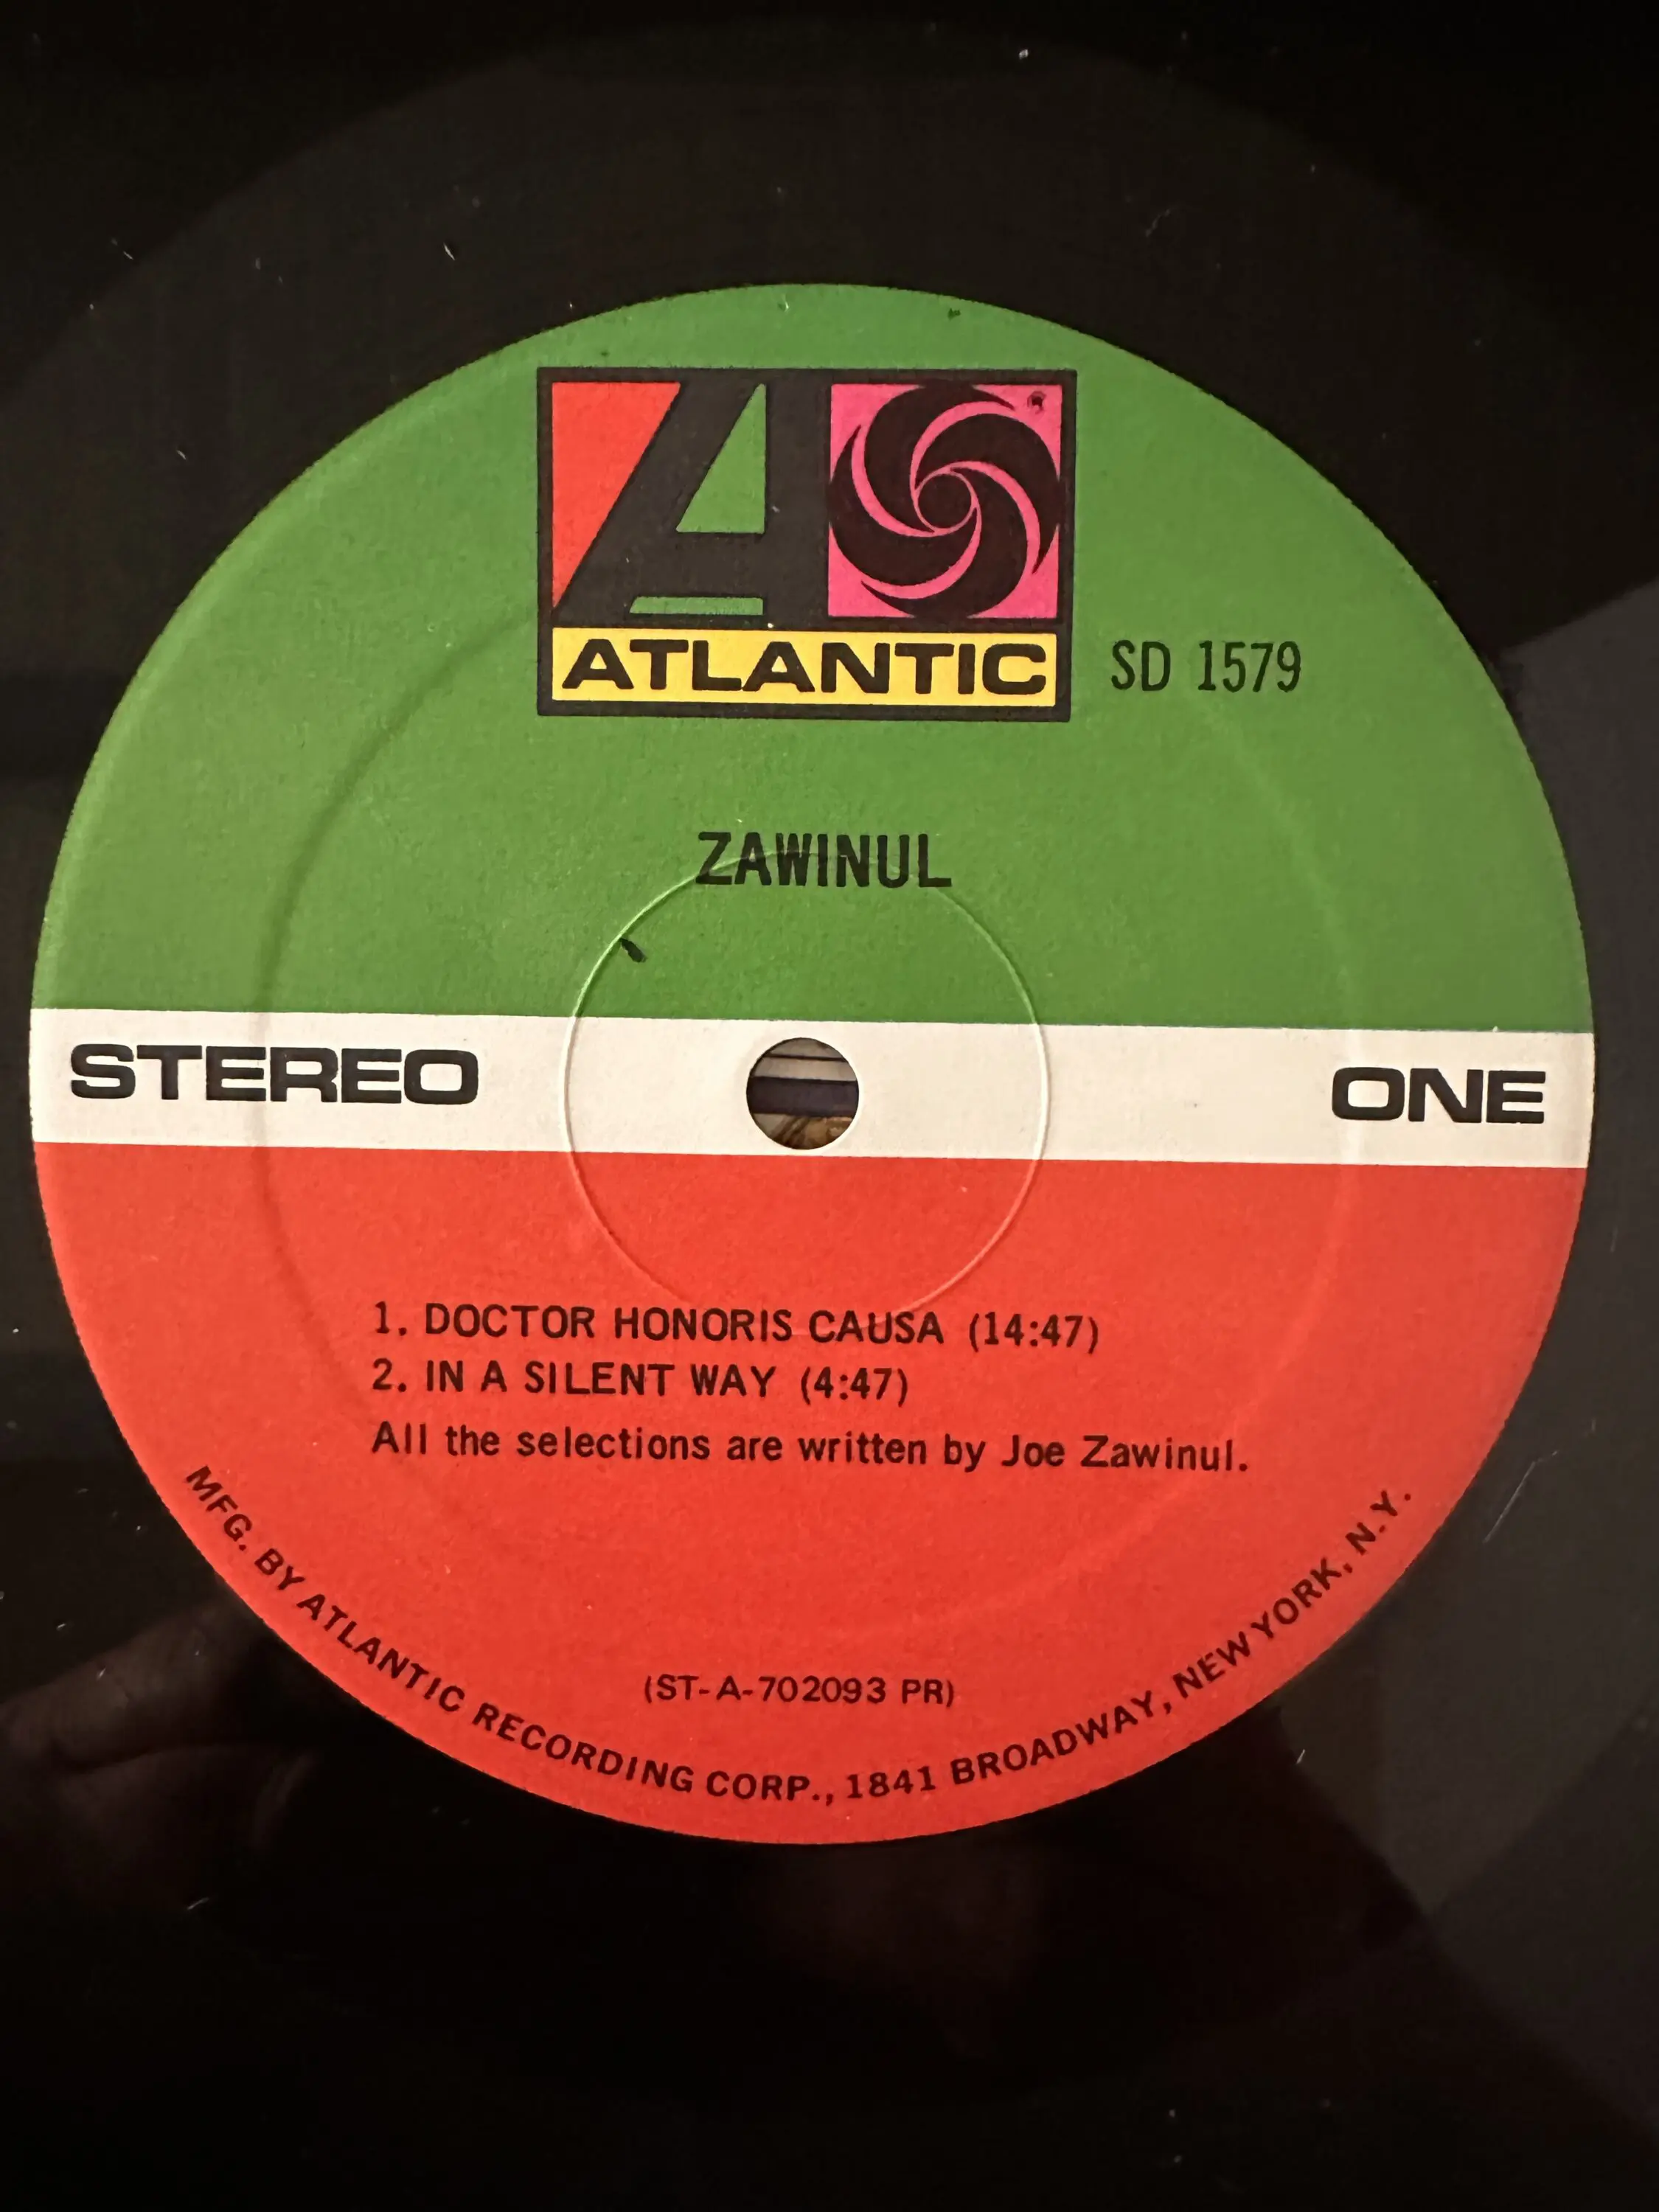 ATLANTIC
SD 1579
ZAWINUL
STEREO
ONE
1. DOCTOR HONORIS CAUSA (14:47)
2. IN A SILENT WAY (4:47)
All the selections are written by Joe Zawinul.
(ST-A-702093 PR)
MFG. BY ATLANTIC RECORDING CORP., 1841 BROADWAY, NEW YORK, N.Y.